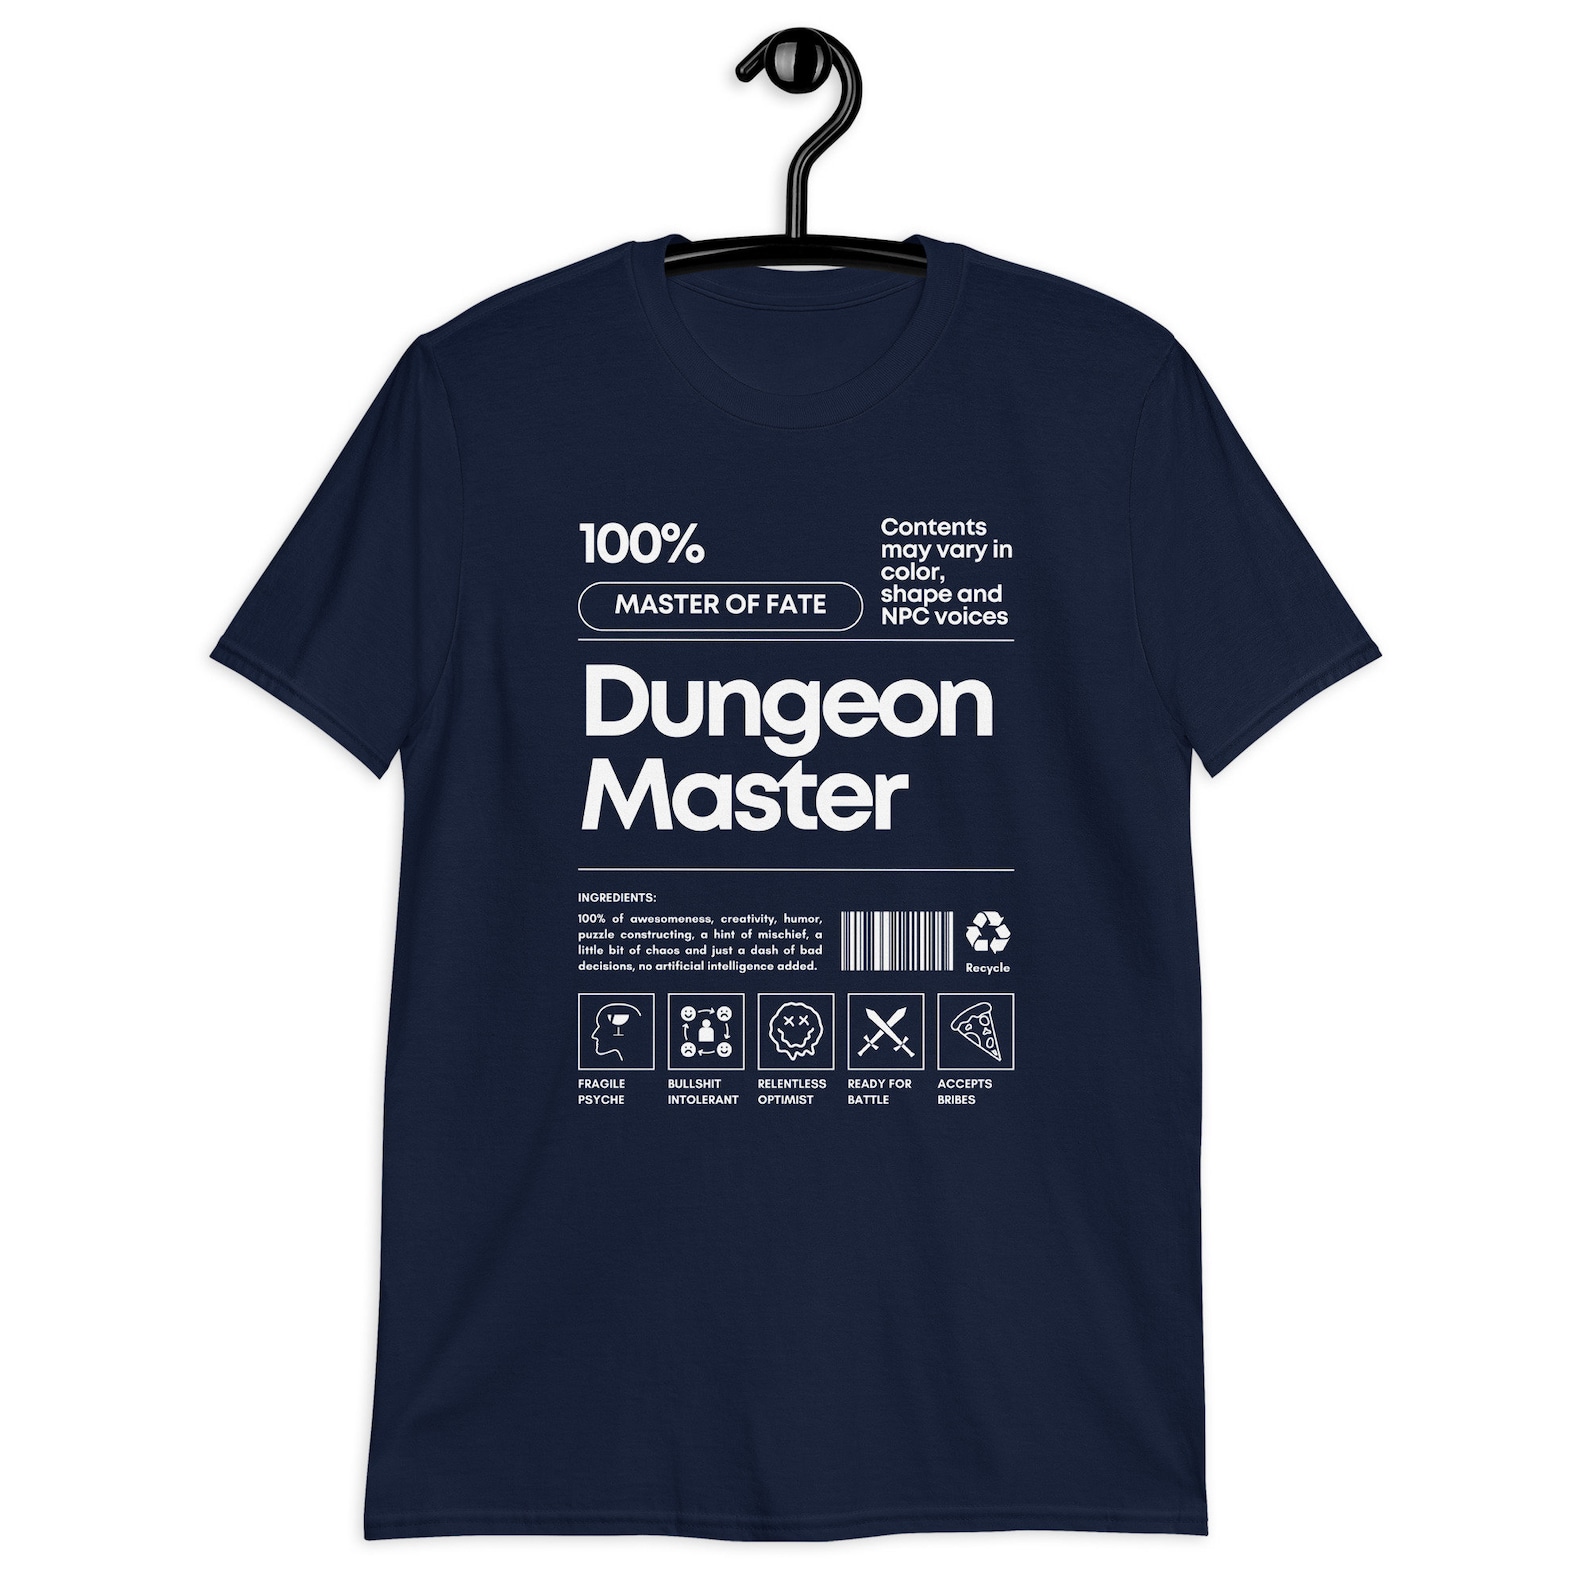 100%
MASTER OF FATE
Contents
may vary in
color,
shape and
NPC voices
Dungeon
Master
INGREDIENTS:
100% of awesomeness, creativity, humor,
puzzle constructing, a hint of mischief, a
little bit of chaos and just a dash of bad
decisions, no artificial intelligence added.
Recycle
FRAGILE
PSYCHE
BULLSHIT
INTOLERANT
RELENTLESS
OPTIMIST
READY FOR
BATTLE
ACCEPTS
BRIBES